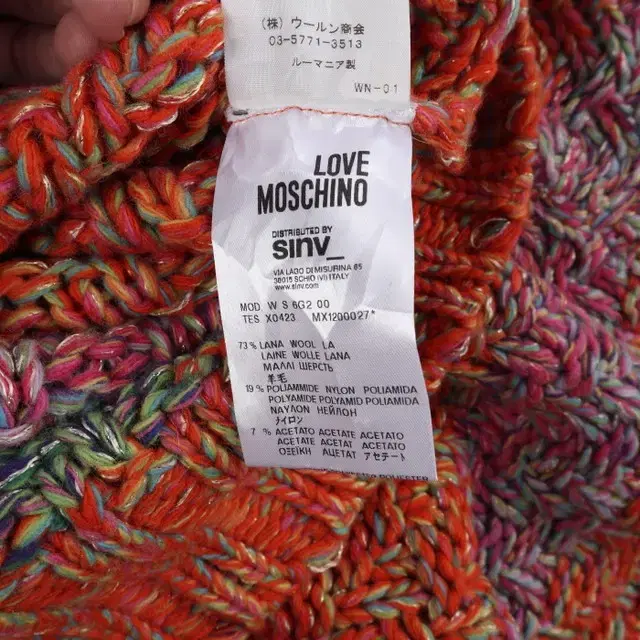 (株) ウールン商会
03-5771-3513
ルーマニア製
WN-01
LOVE
MOSCHINO
DISTRIBUTED BY
sinv_
VIA LAGO DI MISURINA 65
36015 SCHIO (VI) ITALY
www.sinv.com
MOD. W S 6G2 00
TES X0423 MX1200027*
73% LANA WOOL LA
LAINE WOLLE LANA
ΜΑΛΛΙ ШЕРСТЬ
羊毛
19 % POLIAMMIDE NYLON POLIAMIDA
POLYAMIDE POLYAMID POLIAMIDA
NAYLON НЕЙЛОН
ナイロン
7 % ACETATO ACETATE ACETATO
ACETATE ACETAT ACETATO
ΟΞΕΙΚΗ АЦЕТАТ アセテート